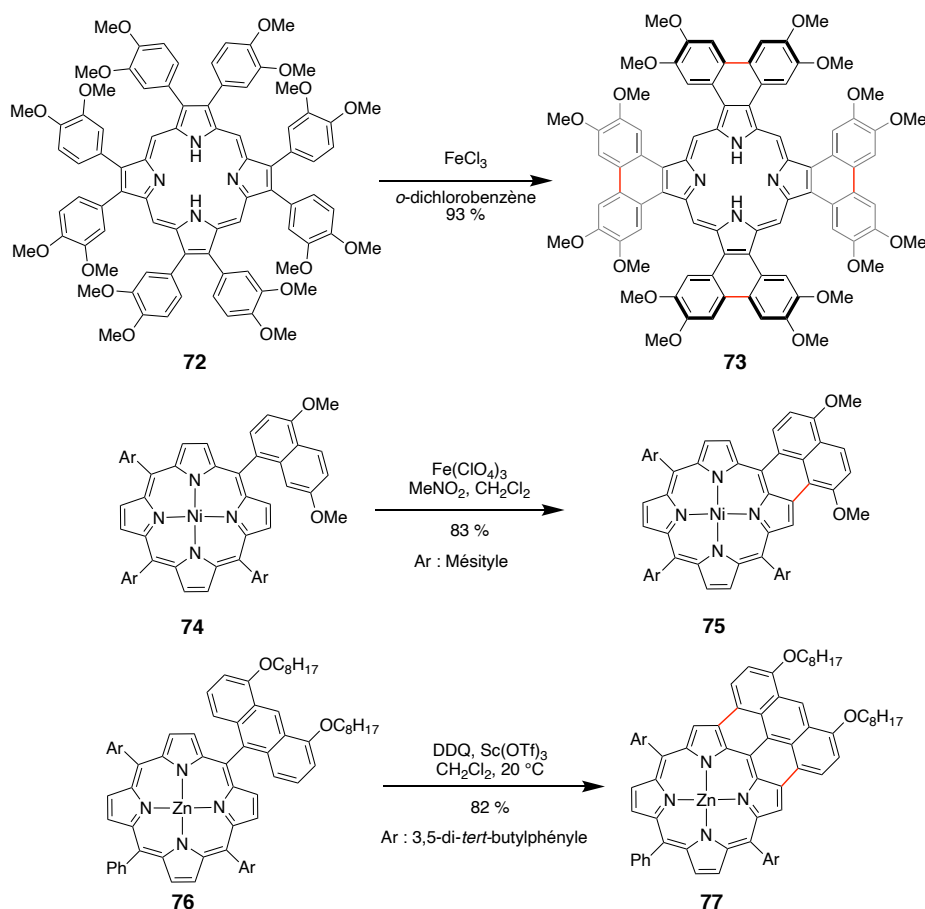 MeO OMe
MeO OMe
OMe MeO
MeO OMe
NH
N N
HN
MeO OMe
OMe MeO
MeO OMe
MeO OMe
72
FeCl3
o-dichlorobenzène
93 %
MeO OMe
MeO OMe
OMe MeO
MeO OMe
NH
N N
HN
MeO OMe
OMe MeO
MeO OMe
MeO OMe
73
OMe
Ar
OMe
N
N Ni N
N
Ar Ar
74
Fe(ClO4)3
MeNO2, CH2Cl2
83 %
Ar : Mésityle
OMe
Ar
OMe
N
N Ni N
N
Ar Ar
75
OC8H17
OC8H17
Ar
N
N Zn N
N
Ph Ar
76
DDQ, Sc(OTf)3
CH2Cl2, 20 °C
82 %
Ar : 3,5-di-tert-butylphényle
OC8H17
OC8H17
Ar
N
N Zn N
N
Ph Ar
77